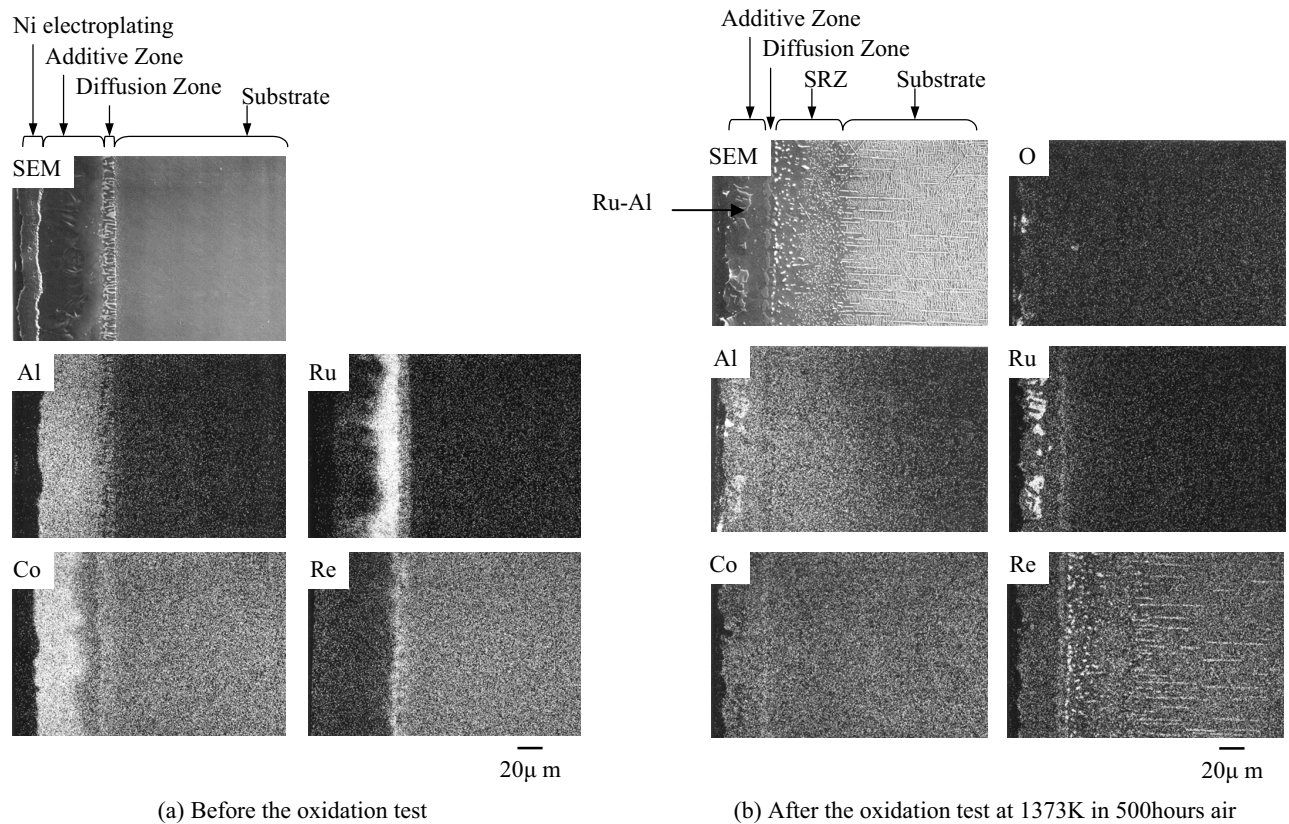 Ni electroplating
Additive Zone
Diffusion Zone
Substrate
SEM
Al
Ru
Co
Re
20μ m
(a) Before the oxidation test
Additive Zone
Diffusion Zone
SRZ
Substrate
SEM
O
Ru-Al
Al
Ru
Co
Re
20μ m
(b) After the oxidation test at 1373K in 500hours air